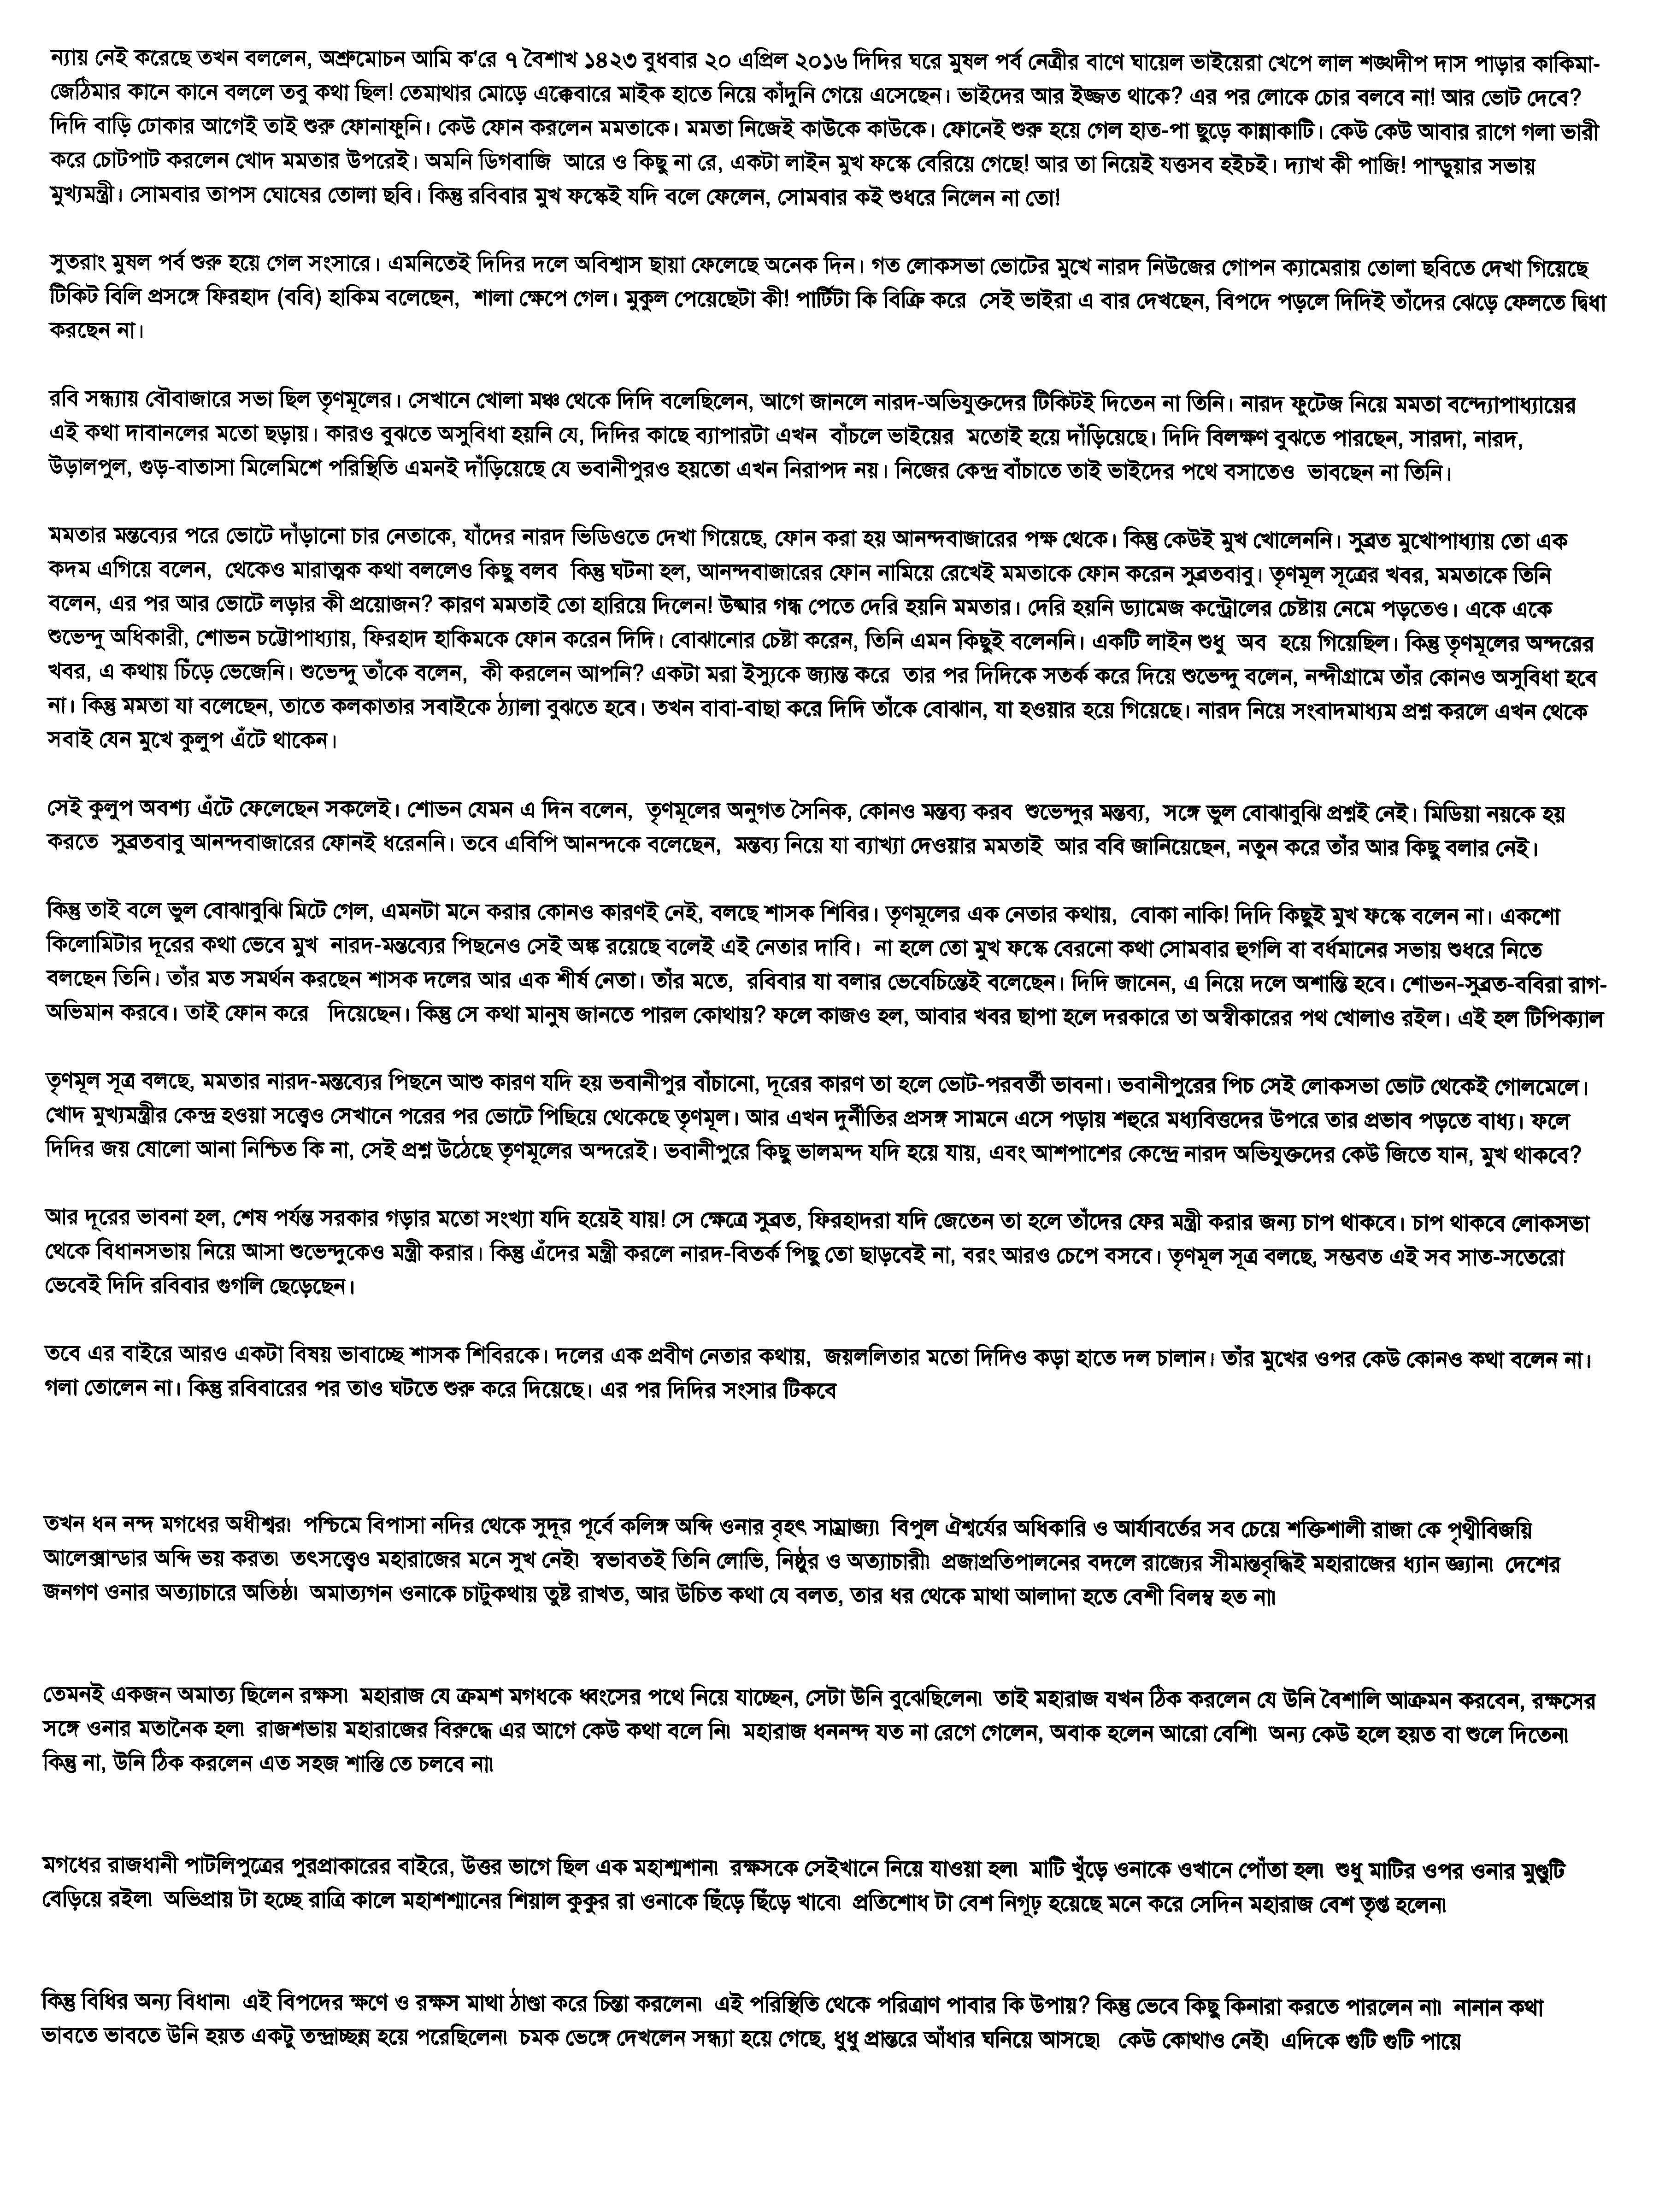 ন্যায় নেই করেছে তখন বললেন, অশ্রুমোচন আমি ক'রে ৭ বৈশাখ ১৪২৩ বুধবার ২০ এপ্রিল ২০১৬ দিদির ঘরে মুষল পর্ব নেত্রীর বাণে ঘায়েল ভাইয়েরা খেপে লাল শঙ্খদীপ দাস পাড়ার কাকিমা-
জেঠিমার কানে কানে বললে তবু কথা ছিল! তেমাথার মোড়ে এক্কেবারে মাইক হাতে নিয়ে কাঁদুনি গেয়ে এসেছেন। ভাইদের আর ইজ্জত থাকে? এর পর লোকে চোর বলবে না! আর ভোট দেবে?
দিদি বাড়ি ঢোকার আগেই তাই শুরু ফোনাফুনি। কেউ ফোন করলেন মমতাকে। মমতা নিজেই কাউকে কাউকে। ফোনেই শুরু হয়ে গেল হাত-পা ছুড়ে কান্নাকাটি। কেউ কেউ আবার রাগে গলা ভারী
করে চোটপাট করলেন খোদ মমতার উপরেই। অমনি ডিগবাজি  আরে ও কিছু না রে, একটা লাইন মুখ ফস্কে বেরিয়ে গেছে! আর তা নিয়েই যত্তসব হইচই। দ্যাখ কী পাজি! পান্ডুয়ার সভায়
মুখ্যমন্ত্রী। সোমবার তাপস ঘোষের তোলা ছবি। কিন্তু রবিবার মুখ ফস্কেই যদি বলে ফেলেন, সোমবার কই শুধরে নিলেন না তো!

সুতরাং মুষল পর্ব শুরু হয়ে গেল সংসারে। এমনিতেই দিদির দলে অবিশ্বাস ছায়া ফেলেছে অনেক দিন। গত লোকসভা ভোটের মুখে নারদ নিউজের গোপন ক্যামেরায় তোলা ছবিতে দেখা গিয়েছে
টিকিট বিলি প্রসঙ্গে ফিরহাদ (ববি) হাকিম বলেছেন,  শালা ক্ষেপে গেল। মুকুল পেয়েছেটা কী! পার্টিটা কি বিক্রি করে  সেই ভাইরা এ বার দেখছেন, বিপদে পড়লে দিদিই তাঁদের ঝেড়ে ফেলতে দ্বিধা
করছেন না।

রবি সন্ধ্যায় বৌবাজারে সভা ছিল তৃণমূলের। সেখানে খোলা মঞ্চ থেকে দিদি বলেছিলেন, আগে জানলে নারদ-অভিযুক্তদের টিকিটই দিতেন না তিনি। নারদ ফুটেজ নিয়ে মমতা বন্দ্যোপাধ্যায়ের
এই কথা দাবানলের মতো ছড়ায়। কারও বুঝতে অসুবিধা হয়নি যে, দিদির কাছে ব্যাপারটা এখন  বাঁচলে ভাইয়ের  মতোই হয়ে দাঁড়িয়েছে। দিদি বিলক্ষণ বুঝতে পারছেন, সারদা, নারদ,
উড়ালপুল, গুড়-বাতাসা মিলেমিশে পরিস্থিতি এমনই দাঁড়িয়েছে যে ভবানীপুরও হয়তো এখন নিরাপদ নয়। নিজের কেন্দ্র বাঁচাতে তাই ভাইদের পথে বসাতেও  ভাবছেন না তিনি।

মমতার মন্তব্যের পরে ভোটে দাঁড়ানো চার নেতাকে, যাঁদের নারদ ভিডিওতে দেখা গিয়েছে, ফোন করা হয় আনন্দবাজারের পক্ষ থেকে। কিন্তু কেউই মুখ খোলেননি। সুব্রত মুখোপাধ্যায় তো এক
কদম এগিয়ে বলেন,  থেকেও মারাত্মক কথা বললেও কিছু বলব  কিন্তু ঘটনা হল, আনন্দবাজারের ফোন নামিয়ে রেখেই মমতাকে ফোন করেন সুব্রতবাবু। তৃণমূল সূত্রের খবর, মমতাকে তিনি
বলেন, এর পর আর ভোটে লড়ার কী প্রয়োজন? কারণ মমতাই তো হারিয়ে দিলেন! উষ্মার গন্ধ পেতে দেরি হয়নি মমতার। দেরি হয়নি ড্যামেজ কন্ট্রোলের চেষ্টায় নেমে পড়তেও। একে একে
শুভেন্দু অধিকারী, শোভন চট্টোপাধ্যায়, ফিরহাদ হাকিমকে ফোন করেন দিদি। বোঝানোর চেষ্টা করেন, তিনি এমন কিছুই বলেননি। একটি লাইন শুধু  অব  হয়ে গিয়েছিল। কিন্তু তৃণমূলের অন্দরের
খবর, এ কথায় চিঁড়ে ভেজেনি। শুভেন্দু তাঁকে বলেন,  কী করলেন আপনি? একটা মরা ইস্যুকে জ্যান্ত করে  তার পর দিদিকে সতর্ক করে দিয়ে শুভেন্দু বলেন, নন্দীগ্রামে তাঁর কোনও অসুবিধা হবে
না। কিন্তু মমতা যা বলেছেন, তাতে কলকাতার সবাইকে ঠ্যালা বুঝতে হবে। তখন বাবা-বাছা করে দিদি তাঁকে বোঝান, যা হওয়ার হয়ে গিয়েছে। নারদ নিয়ে সংবাদমাধ্যম প্রশ্ন করলে এখন থেকে
সবাই যেন মুখে কুলুপ এঁটে থাকেন।

সেই কুলুপ অবশ্য এঁটে ফেলেছেন সকলেই। শোভন যেমন এ দিন বলেন,  তৃণমূলের অনুগত সৈনিক, কোনও মন্তব্য করব  শুভেন্দুর মন্তব্য,  সঙ্গে ভুল বোঝাবুঝি প্রশ্নই নেই। মিডিয়া নয়কে হয়
করতে  সুব্রতবাবু আনন্দবাজারের ফোনই ধরেননি। তবে এবিপি আনন্দকে বলেছেন,  মন্তব্য নিয়ে যা ব্যাখ্যা দেওয়ার মমতাই  আর ববি জানিয়েছেন, নতুন করে তাঁর আর কিছু বলার নেই।

কিন্তু তাই বলে ভুল বোঝাবুঝি মিটে গেল, এমনটা মনে করার কোনও কারণই নেই, বলছে শাসক শিবির। তৃণমূলের এক নেতার কথায়,  বোকা নাকি! দিদি কিছুই মুখ ফস্কে বলেন না। একশো
কিলোমিটার দূরের কথা ভেবে মুখ  নারদ-মন্তব্যের পিছনেও সেই অঙ্ক রয়েছে বলেই এই নেতার দাবি।  না হলে তো মুখ ফস্কে বেরনো কথা সোমবার হুগলি বা বর্ধমানের সভায় শুধরে নিতে
বলছেন তিনি। তাঁর মত সমর্থন করছেন শাসক দলের আর এক শীর্ষ নেতা। তাঁর মতে,  রবিবার যা বলার ভেবেচিন্তেই বলেছেন। দিদি জানেন, এ নিয়ে দলে অশান্তি হবে। শোভন-সুব্রত-ববিরা রাগ-
অভিমান করবে। তাই ফোন করে   দিয়েছেন। কিন্তু সে কথা মানুষ জানতে পারল কোথায়? ফলে কাজও হল, আবার খবর ছাপা হলে দরকারে তা অস্বীকারের পথ খোলাও রইল। এই হল টিপিক্যাল

তৃণমূল সূত্র বলছে, মমতার নারদ-মন্তব্যের পিছনে আশু কারণ যদি হয় ভবানীপুর বাঁচানো, দূরের কারণ তা হলে ভোট-পরবর্তী ভাবনা। ভবানীপুরের পিচ সেই লোকসভা ভোট থেকেই গোলমেলে।
খোদ মুখ্যমন্ত্রীর কেন্দ্র হওয়া সত্ত্বেও সেখানে পরের পর ভোটে পিছিয়ে থেকেছে তৃণমূল। আর এখন দুর্নীতির প্রসঙ্গ সামনে এসে পড়ায় শহুরে মধ্যবিত্তদের উপরে তার প্রভাব পড়তে বাধ্য। ফলে
দিদির জয় ষোলো আনা নিশ্চিত কি না, সেই প্রশ্ন উঠেছে তৃণমূলের অন্দরেই। ভবানীপুরে কিছু ভালমন্দ যদি হয়ে যায়, এবং আশপাশের কেন্দ্রে নারদ অভিযুক্তদের কেউ জিতে যান, মুখ থাকবে?

আর দূরের ভাবনা হল, শেষ পর্যন্ত সরকার গড়ার মতো সংখ্যা যদি হয়েই যায়! সে ক্ষেত্রে সুব্রত, ফিরহাদরা যদি জেতেন তা হলে তাঁদের ফের মন্ত্রী করার জন্য চাপ থাকবে। চাপ থাকবে লোকসভা
থেকে বিধানসভায় নিয়ে আসা শুভেন্দুকেও মন্ত্রী করার। কিন্তু এঁদের মন্ত্রী করলে নারদ-বিতর্ক পিছু তো ছাড়বেই না, বরং আরও চেপে বসবে। তৃণমূল সূত্র বলছে, সম্ভবত এই সব সাত-সতেরো
ভেবেই দিদি রবিবার গুগলি ছেড়েছেন।

তবে এর বাইরে আরও একটা বিষয় ভাবাচ্ছে শাসক শিবিরকে। দলের এক প্রবীণ নেতার কথায়,  জয়ললিতার মতো দিদিও কড়া হাতে দল চালান। তাঁর মুখের ওপর কেউ কোনও কথা বলেন না।
গলা তোলেন না। কিন্তু রবিবারের পর তাও ঘটতে শুরু করে দিয়েছে। এর পর দিদির সংসার টিকবে

তখন ধন নন্দ মগধের অধীশ্বর৷  পশ্চিমে বিপাসা নদির থেকে সুদূর পূর্বে কলিঙ্গ অব্দি ওনার বৃহৎ সাম্রাজ্য৷  বিপুল ঐশ্বর্যের অধিকারি ও আর্যাবর্তের সব চেয়ে শক্তিশালী রাজা কে পৃথ্বীবিজয়ি
আলেক্সান্ডার অব্দি ভয় করত৷  তৎসত্ত্বেও মহারাজের মনে সুখ নেই৷  স্বভাবতই তিনি লোভি, নিষ্ঠুর ও অত্যাচারী৷  প্রজাপ্রতিপালনের বদলে রাজ্যের সীমান্তবৃদ্ধিই মহারাজের ধ্যান জ্ঞ্যান৷  দেশের
জনগণ ওনার অত্যাচারে অতিষ্ঠ৷  অমাত্যগন ওনাকে চাটুকথায় তুষ্ট রাখত, আর উচিত কথা যে বলত, তার ধর থেকে মাথা আলাদা হতে বেশী বিলম্ব হত না৷

তেমনই একজন অমাত্য ছিলেন রক্ষস৷  মহারাজ যে ক্রমশ মগধকে ধ্বংসের পথে নিয়ে যাচ্ছেন, সেটা উনি বুঝেছিলেন৷  তাই মহারাজ যখন ঠিক করলেন যে উনি বৈশালি আক্রমন করবেন, রক্ষসের
সঙ্গে ওনার মতানৈক হল৷  রাজশভায় মহারাজের বিরুদ্ধে এর আগে কেউ কথা বলে নি৷  মহারাজ ধননন্দ যত না রেগে গেলেন, অবাক হলেন আরো বেশি৷  অন্য কেউ হলে হয়ত বা শুলে দিতেন৷
কিন্তু না, উনি ঠিক করলেন এত সহজ শাস্তি তে চলবে না৷

মগধের রাজধানী পাটলিপুত্রের পুরপ্রাকারের বাইরে, উত্তর ভাগে ছিল এক মহাশ্মশান৷  রক্ষসকে সেইখানে নিয়ে যাওয়া হল৷  মাটি খুঁড়ে ওনাকে ওখানে পোঁতা হল৷  শুধু মাটির ওপর ওনার মুণ্ডুটি
বেড়িয়ে রইল৷  অভিপ্রায় টা হচ্ছে রাত্রি কালে মহাশশ্মানের শিয়াল কুকুর রা ওনাকে ছিঁড়ে ছিঁড়ে খাবে৷  প্রতিশোধ টা বেশ নিগূঢ় হয়েছে মনে করে সেদিন মহারাজ বেশ তৃপ্ত হলেন৷

কিন্তু বিধির অন্য বিধান৷  এই বিপদের ক্ষণে ও রক্ষস মাথা ঠাণ্ডা করে চিন্তা করলেন৷  এই পরিস্থিতি থেকে পরিত্রাণ পাবার কি উপায়? কিন্তু ভেবে কিছু কিনারা করতে পারলেন না৷  নানান কথা
ভাবতে ভাবতে উনি হয়ত একটু তন্দ্রাচ্ছন্ন হয়ে পরেছিলেন৷  চমক ভেঙ্গে দেখলেন সন্ধ্যা হয়ে গেছে, ধুধু প্রান্তরে আঁধার ঘনিয়ে আসছে৷   কেউ কোথাও নেই৷  এদিকে গুটি গুটি পায়ে